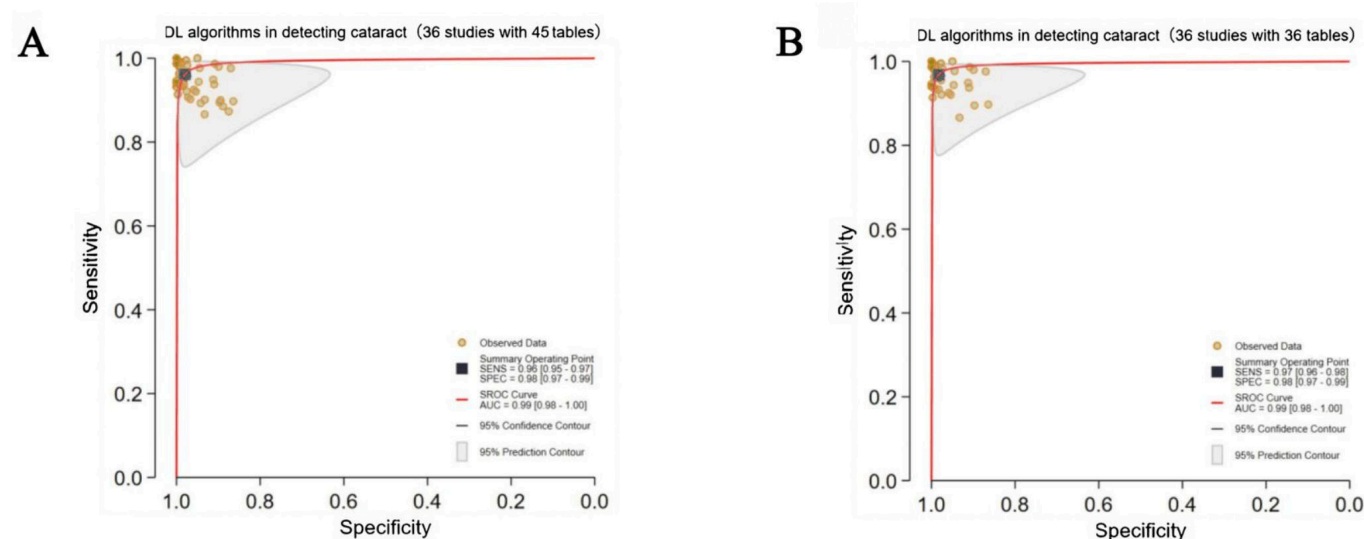 A
DL algorithms in detecting cataract（36 studies with 45 tables）
1.0
0.8
0.6
0.4
0.2
0.0
Sensitivity
Observed Data
Summary Operating Point
SENS = 0.96 [0.95 - 0.97]
SPEC = 0.98 [0.97 - 0.99]
SROC Curve
AUC = 0.99 [0.98 - 1.00]
95% Confidence Contour
95% Prediction Contour
1.0 0.8 0.6 0.4 0.2 0.0
Specificity
B
DL algorithms in detecting cataract（36 studies with 36 tables）
1.0
0.8
0.6
0.4
0.2
0.0
Sensitivity
Observed Data
Summary Operating Point
SENS = 0.97 [0.96 - 0.98]
SPEC = 0.98 [0.97 - 0.99]
SROC Curve
AUC = 0.99 [0.98 - 1.00]
95% Confidence Contour
95% Prediction Contour
1.0 0.8 0.6 0.4 0.2 0.0
Specificity